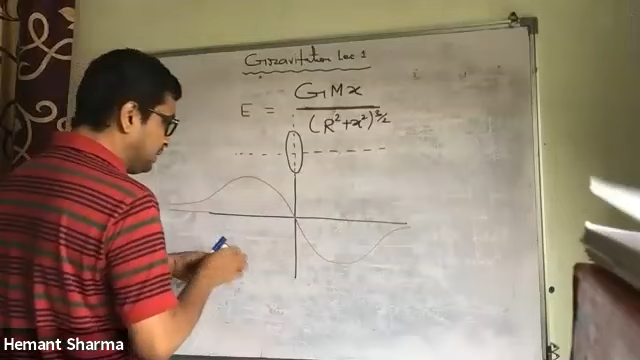 Gravitation Lec 1
E = GMx / (R²+x²)^3/2
Hemant Sharma